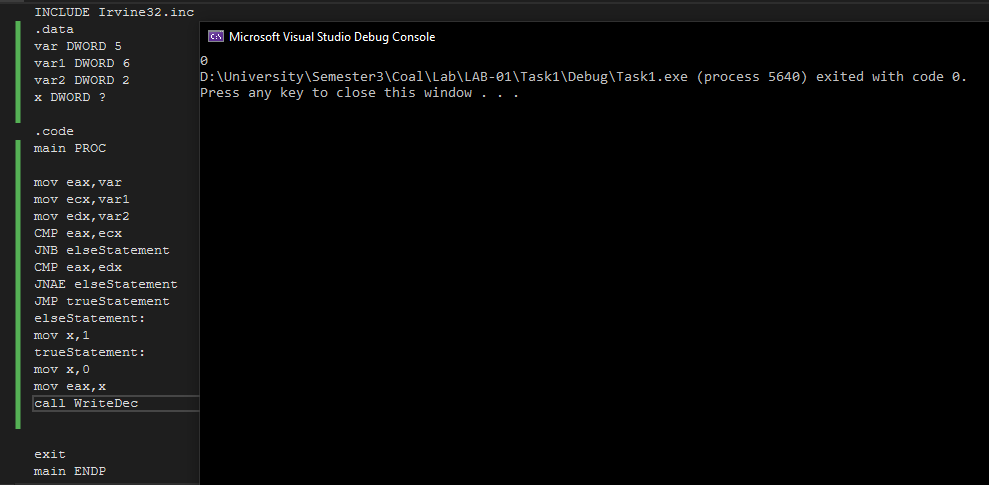 INCLUDE Irvine32.inc
.data
var DWORD 5
var1 DWORD 6
var2 DWORD 2
x DWORD ?
.code
main PROC
mov eax,var
mov ecx,var1
mov edx,var2
CMP eax,ecx
JNB elseStatement
CMP eax,edx
JNAE elseStatement
JMP trueStatement
elseStatement:
mov x,1
trueStatement:
mov x,0
mov eax,x
call WriteDec
exit
main ENDP
Microsoft Visual Studio Debug Console
0
D:\University\Semester3\Coal\Lab\LAB-01\Task1\Debug\Task1.exe (process 5640) exited with code 0.
Press any key to close this window . . .